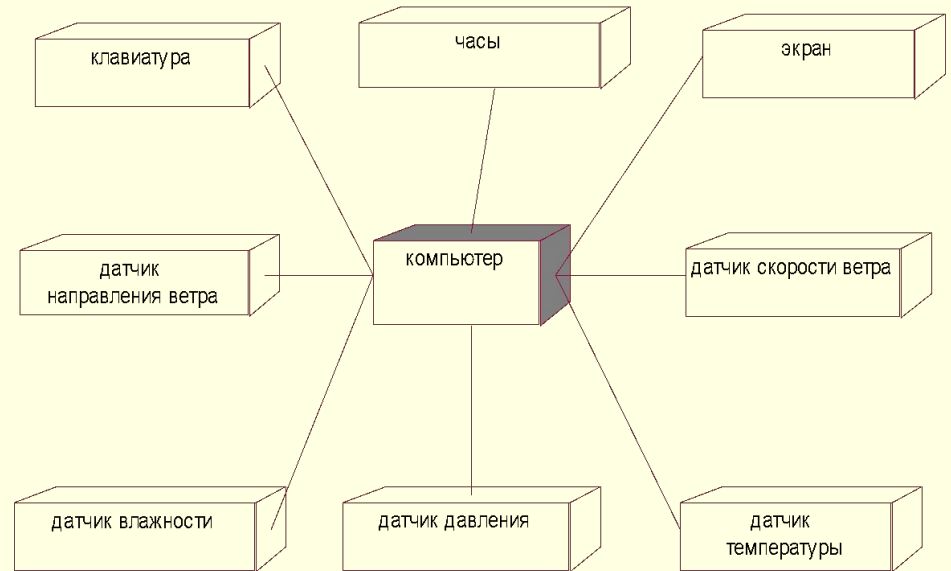 клавиатура
часы
экран
датчик
направления ветра
компьютер
датчик скорости ветра
датчик влажности
датчик давления
датчик
температуры